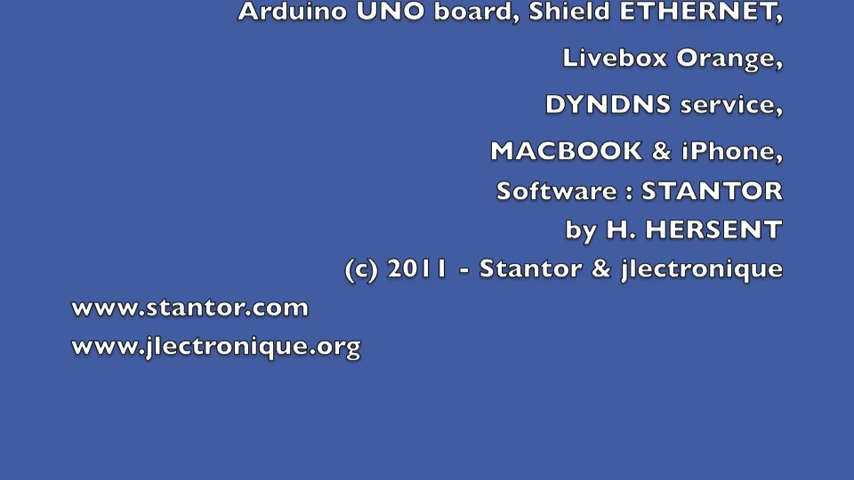 Arduino UNO board, Shield ETHERNET,
Livebox Orange,
DYNDNS service,
MACBOOK & iPhone,
Software : STANTOR
by H. HERSENT
(c) 2011 - Stantor & jlectronique
www.stantor.com
www.jlectronique.org